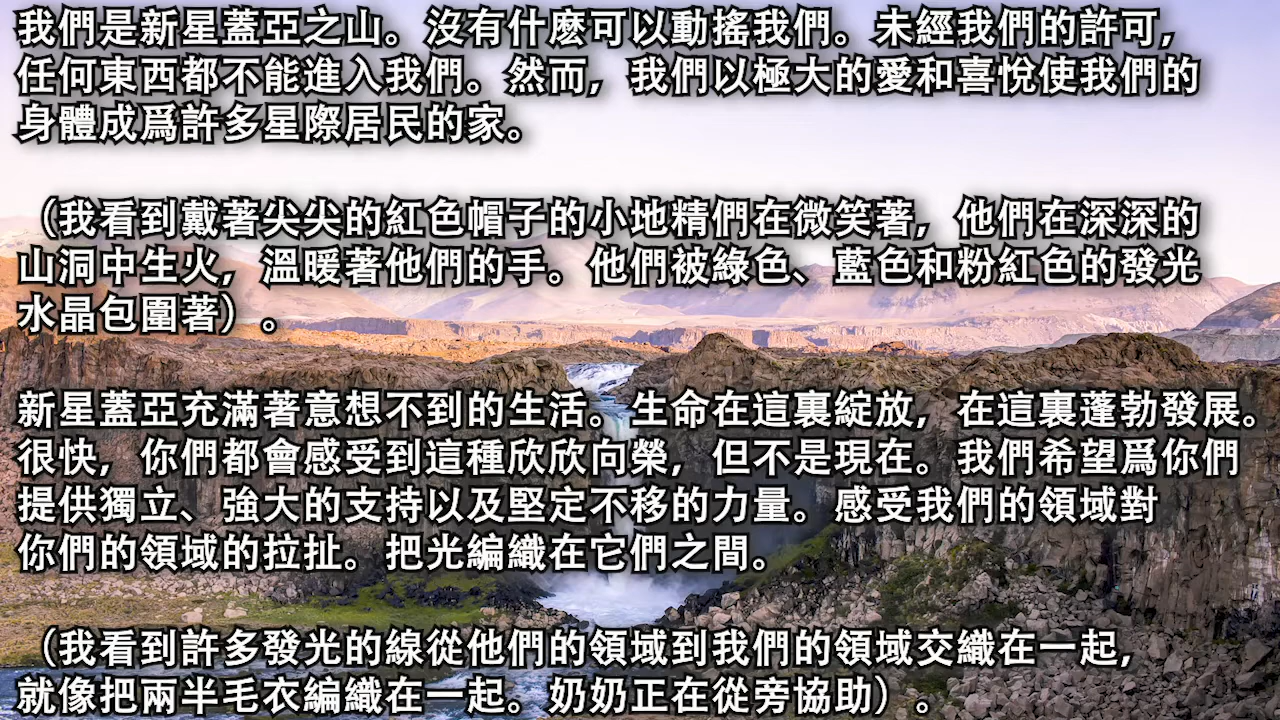 我們是新星蓋亞之山。沒有什麽可以動搖我們。未經我們的許可，
任何東西都不能進入我們。然而，我們以極大的愛和喜悅使我們的
身體成爲許多星際居民的家。
（我看到戴著尖尖的紅色帽子的小地精們在微笑著，他們在深深的
山洞中生火，溫暖著他們的手。他們被綠色、藍色和粉紅色的發光
水晶包圍著）。
新星蓋亞充滿著意想不到的生活。生命在這裏綻放，在這裏蓬勃發展。
很快，你們都會感受到這種欣欣向榮，但不是現在。我們希望爲你們
提供獨立、強大的支持以及堅定不移的力量。感受我們的領域對
你們的領域的拉扯。把光編織在它們之間。
（我看到許多發光的線從他們的領域到我們的領域交織在一起，
就像把兩半毛衣編織在一起。奶奶正在從旁協助）。